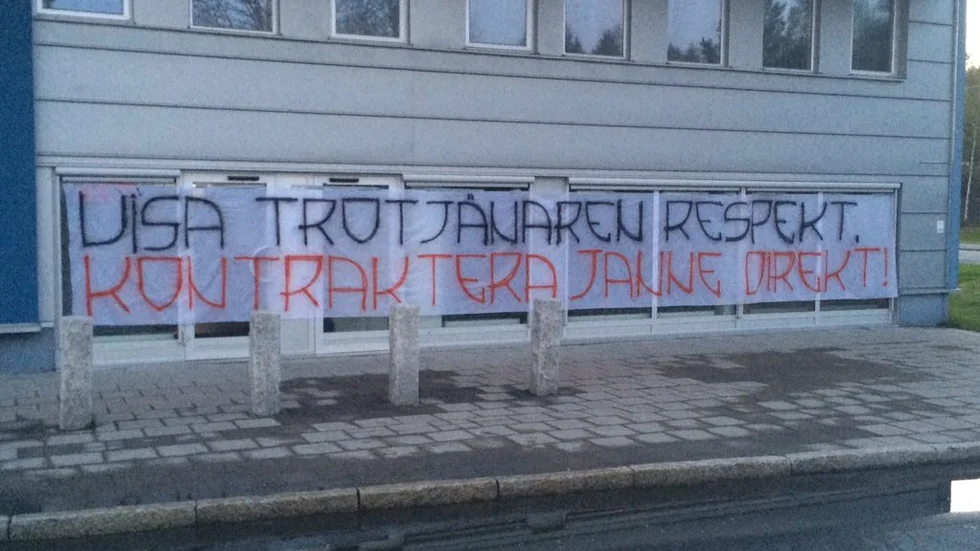 VISA TROTJÄNAREN RESPEKT.
KONTRAKTERA JANNE DIREKT!